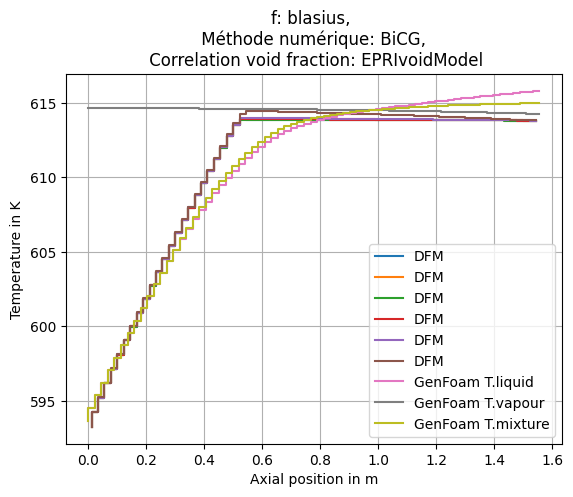 f: blasius,
Méthode numérique: BiCG,
Correlation void fraction: EPRIvoidModel
Temperature in K
615
610
605
600
595
DFM
DFM
DFM
DFM
DFM
DFM
GenFoam T.liquid
GenFoam T.vapour
GenFoam T.mixture
0.0 0.2 0.4 0.6 0.8 1.0 1.2 1.4 1.6
Axial position in m